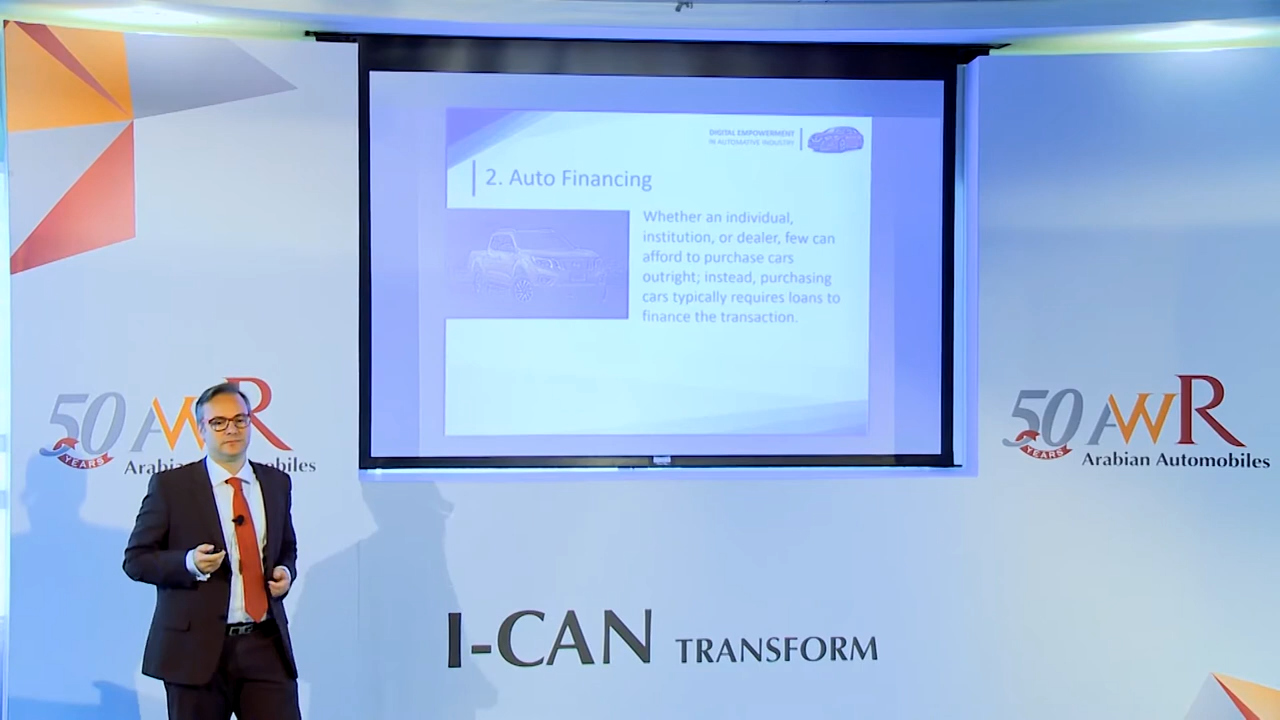 DIGITAL EMPOWERMENT
IN AUTOMOTIVE INDUSTRY
2. Auto Financing
Whether an individual,
institution, or dealer, few can
afford to purchase cars
outright; instead, purchasing
cars typically requires loans to
finance the transaction.
50 AWR
YEARS
Arabian Automobiles
50 AWR
YEARS
Arabian Automobiles
I-CAN TRANSFORM